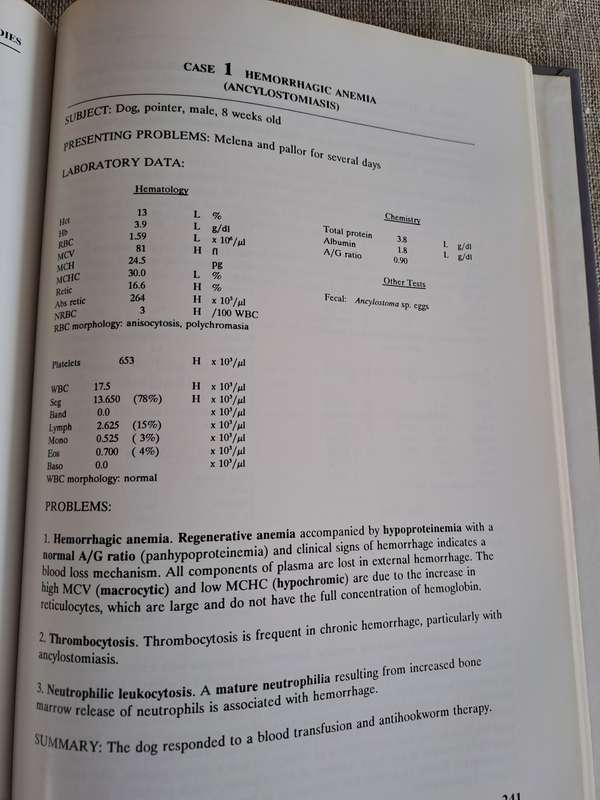 DIES
CASE 1 HEMORRHAGIC ANEMIA
(ANCYLOSTOMIASIS)
SUBJECT: Dog, pointer, male, 8 weeks old
PRESENTING PROBLEMS: Melena and pallor for several days
LABORATORY DATA:
Hematology
Hct 13 L %
Hb 3.9 L g/dl
RBC 1.59 L x 10⁶/µl
MCV 81 H fl
MCH 24.5 pg
MCHC 30.0 L %
Retic 16.6 H %
Abs retic 264 H x 10³/µl
NRBC 3 H /100 WBC
RBC morphology: anisocytosis, polychromasia
Chemistry
Total protein 3.8 L g/dl
Albumin 1.8 L g/dl
A/G ratio 0.90
Other Tests
Fecal: Ancylostoma sp. eggs
Platelets 653 H x 10³/µl
WBC 17.5 H x 10³/µl
Seg 13.650 (78%) H x 10³/µl
Band 0.0 x 10³/µl
Lymph 2.625 (15%) x 10³/µl
Mono 0.525 ( 3%) x 10³/µl
Eos 0.700 ( 4%) x 10³/µl
Baso 0.0 x 10³/µl
WBC morphology: normal
PROBLEMS:
1. Hemorrhagic anemia. Regenerative anemia accompanied by hypoproteinemia with a
normal A/G ratio (panhypoproteinemia) and clinical signs of hemorrhage indicates a
blood loss mechanism. All components of plasma are lost in external hemorrhage. The
high MCV (macrocytic) and low MCHC (hypochromic) are due to the increase in
reticulocytes, which are large and do not have the full concentration of hemoglobin.
2. Thrombocytosis. Thrombocytosis is frequent in chronic hemorrhage, particularly with
ancylostomiasis.
3. Neutrophilic leukocytosis. A mature neutrophilia resulting from increased bone
marrow release of neutrophils is associated with hemorrhage.
SUMMARY: The dog responded to a blood transfusion and antihookworm therapy.
241